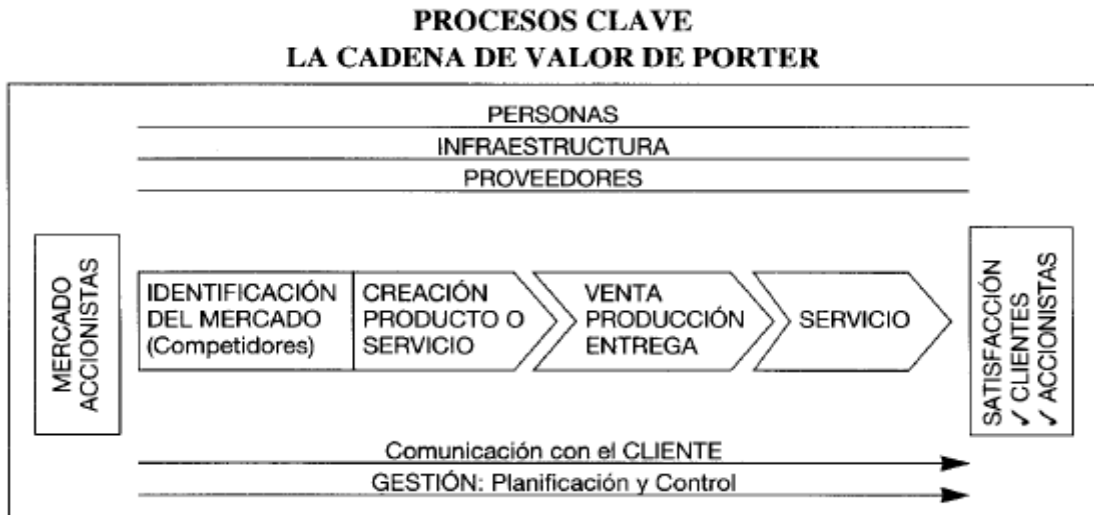 PROCESOS CLAVE
LA CADENA DE VALOR DE PORTER
PERSONAS
INFRAESTRUCTURA
PROVEEDORES
MERCADO
ACCIONISTAS
IDENTIFICACIÓN
DEL MERCADO
(Competidores)
CREACIÓN
PRODUCTO O
SERVICIO
VENTA
PRODUCCIÓN
ENTREGA
SERVICIO
SATISFACCIÓN
✓ CLIENTES
✓ ACCIONISTAS
Comunicación con el CLIENTE
GESTIÓN: Planificación y Control